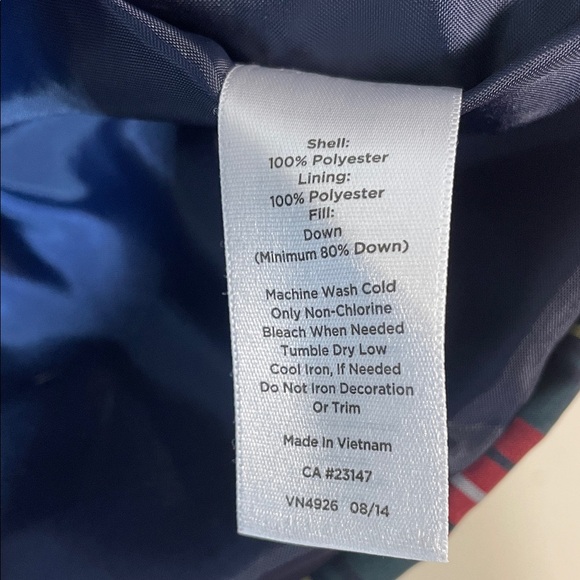 Shell:
100% Polyester
Lining:
100% Polyester
Fill:
Down
(Minimum 80% Down)
Machine Wash Cold
Only Non-Chlorine
Bleach When Needed
Tumble Dry Low
Cool Iron, If Needed
Do Not Iron Decoration
Or Trim
Made In Vietnam
CA #23147
VN4926 08/14